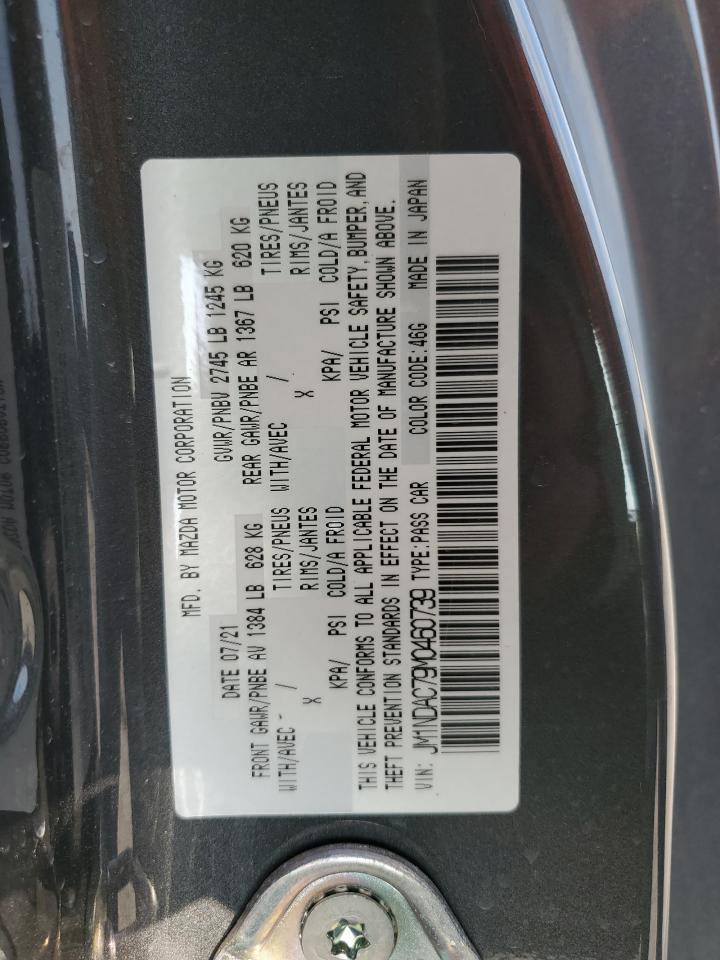 MFD. BY MAZDA MOTOR CORPORATION
DATE 07/21 GVWR/PNBV 2745 LB 1245 KG
FRONT GAWR/PNBE AV 1384 LB 628 KG REAR GAWR/PNBE AR 1367 LB 620 KG
WITH/AVEC - / TIRES/PNEUS WITH/AVEC / TIRES/PNEUS
X RIMS/JANTES X RIMS/JANTES
KPA/ PSI COLD/A FROID KPA/ PSI COLD/A FROID
THIS VEHICLE CONFORMS TO ALL APPLICABLE FEDERAL MOTOR VEHICLE SAFETY, BUMPER, AND
THEFT PREVENTION STANDARDS IN EFFECT ON THE DATE OF MANUFACTURE SHOWN ABOVE.
VIN: JM1NDAC79M0460739 TYPE:PASS CAR COLOR CODE:46G MADE IN JAPAN